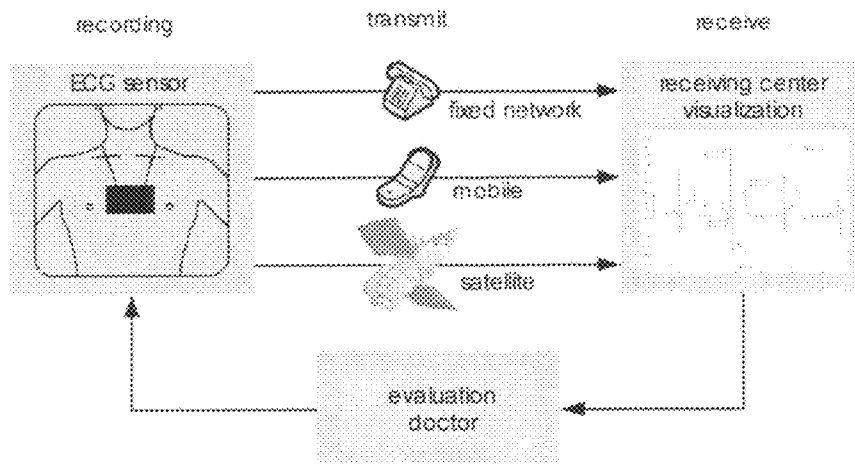 recording
transmit
receive
ECG sensor
fixed network
mobile
satellite
receiving center
visualization
evaluation
doctor